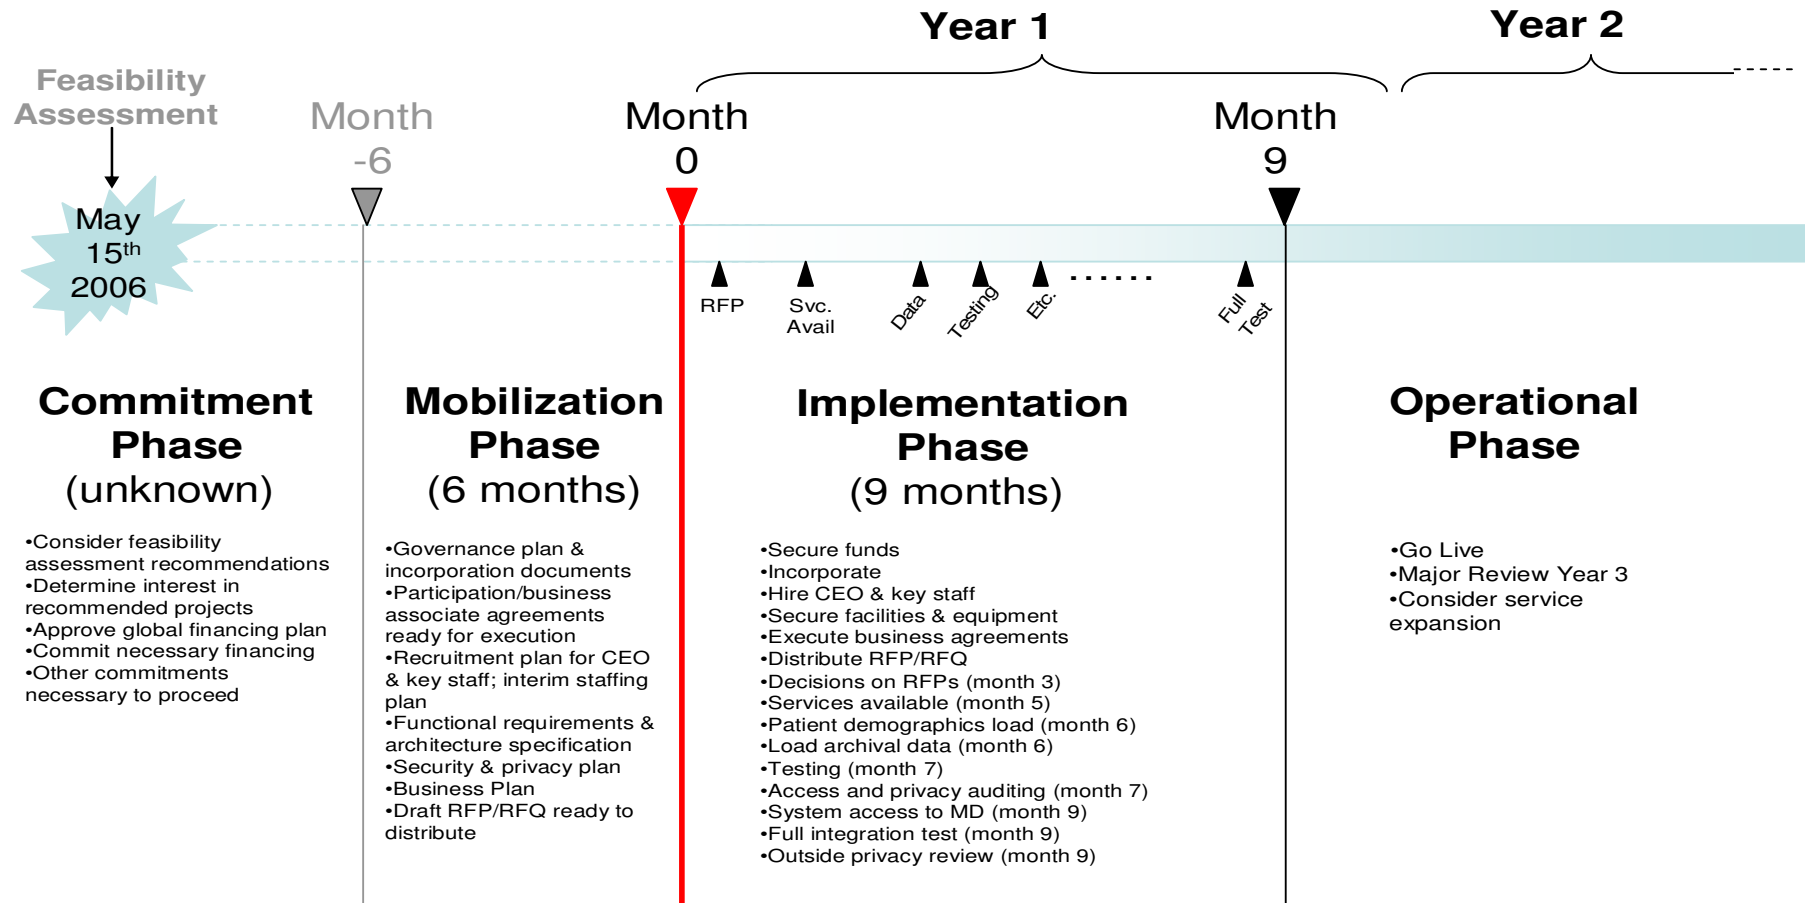 Year 1
Year 2
Feasibility
Assessment
Month
-6
Month
0
Month
9
May
15th
2006
RFP
Svc.
Avail
Data
Testing
Etc.
......
Full
Test
Commitment
Phase
(unknown)
•Consider feasibility
assessment recommendations
•Determine interest in
recommended projects
•Approve global financing plan
•Commit necessary financing
•Other commitments
necessary to proceed
Mobilization
Phase
(6 months)
•Governance plan &
incorporation documents
•Participation/business
associate agreements
ready for execution
•Recruitment plan for CEO
& key staff; interim staffing
plan
•Functional requirements &
architecture specification
•Security & privacy plan
•Business Plan
•Draft RFP/RFQ ready to
distribute
Implementation
Phase
(9 months)
•Secure funds
•Incorporate
•Hire CEO & key staff
•Secure facilities & equipment
•Execute business agreements
•Distribute RFP/RFQ
•Decisions on RFPs (month 3)
•Services available (month 5)
•Patient demographics load (month 6)
•Load archival data (month 6)
•Testing (month 7)
•Access and privacy auditing (month 7)
•System access to MD (month 9)
•Full integration test (month 9)
•Outside privacy review (month 9)
Operational
Phase
•Go Live
•Major Review Year 3
•Consider service
expansion